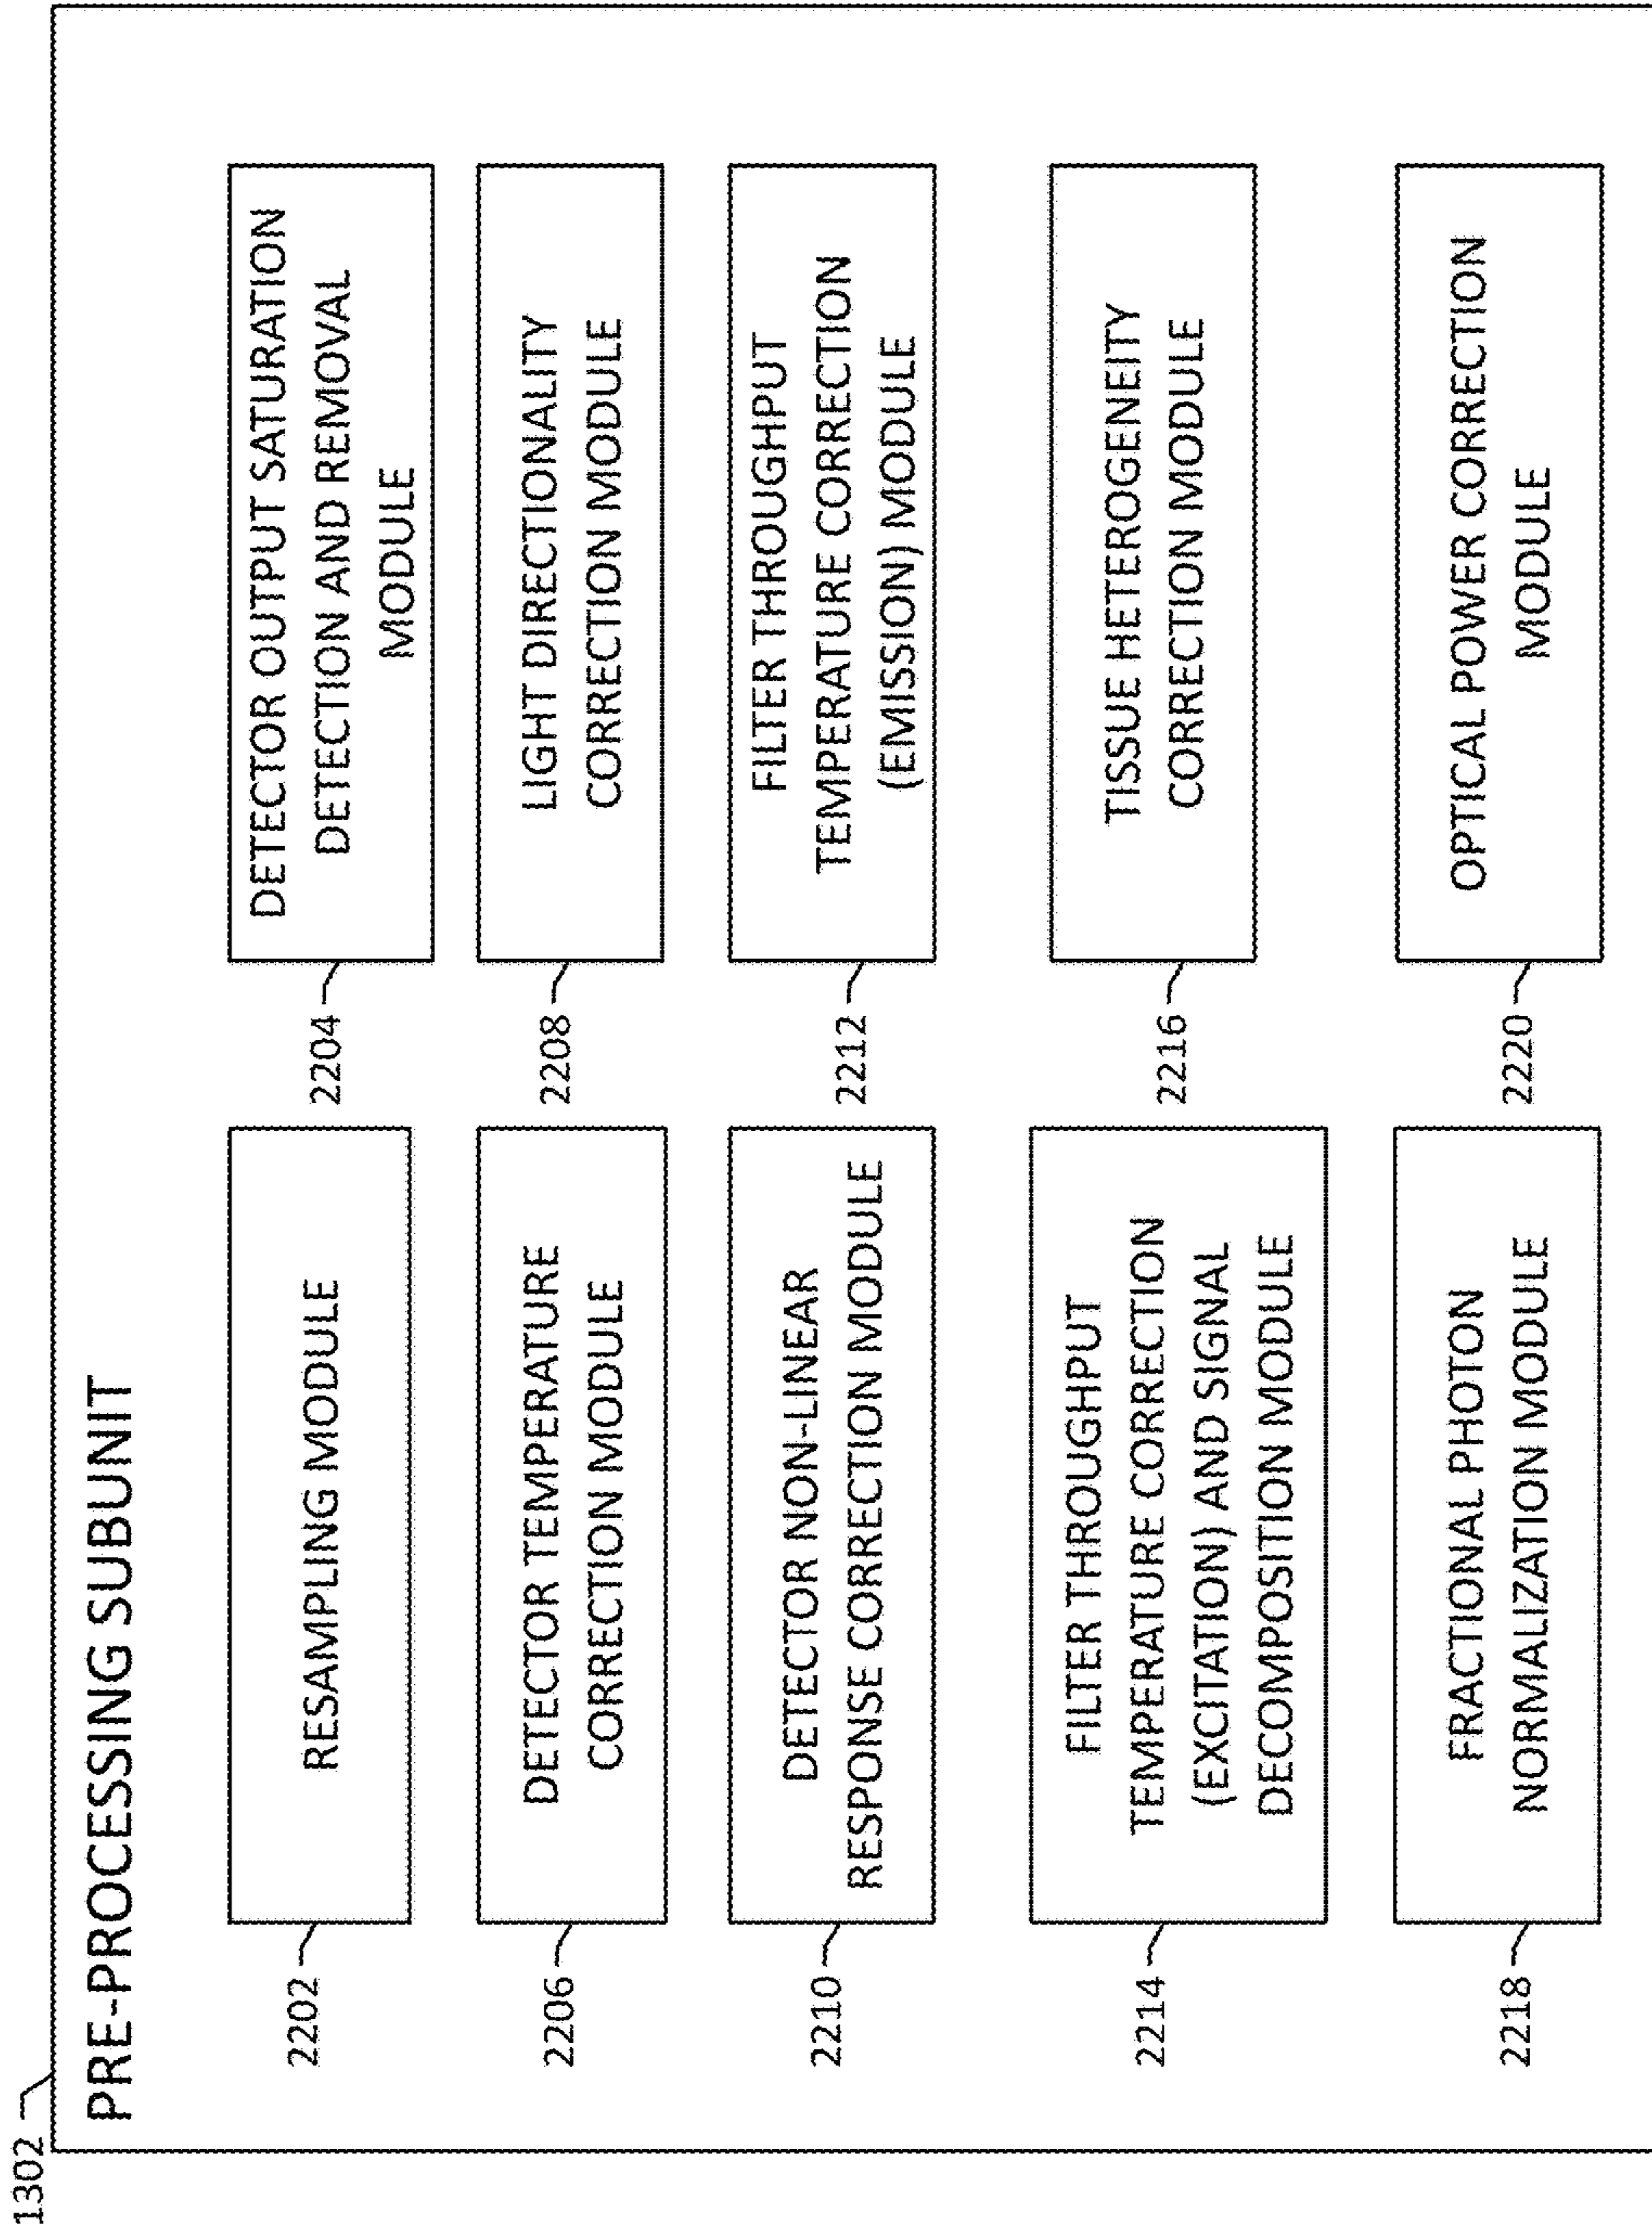 1302
PRE-PROCESSING SUBUNIT
2202
RESAMPLING MODULE
2204
DETECTOR OUTPUT SATURATION
DETECTION AND REMOVAL
MODULE
2206
DETECTOR TEMPERATURE
CORRECTION MODULE
2208
LIGHT DIRECTIONALITY
CORRECTION MODULE
2210
DETECTOR NON-LINEAR
RESPONSE CORRECTION MODULE
2212
FILTER THROUGHPUT
TEMPERATURE CORRECTION
(EMISSION) MODULE
2214
FILTER THROUGHPUT
TEMPERATURE CORRECTION
(EXCITATION) AND SIGNAL
DECOMPOSITION MODULE
2216
TISSUE HETEROGENEITY
CORRECTION MODULE
2218
FRACTIONAL PHOTON
NORMALIZATION MODULE
2220
OPTICAL POWER CORRECTION
MODULE